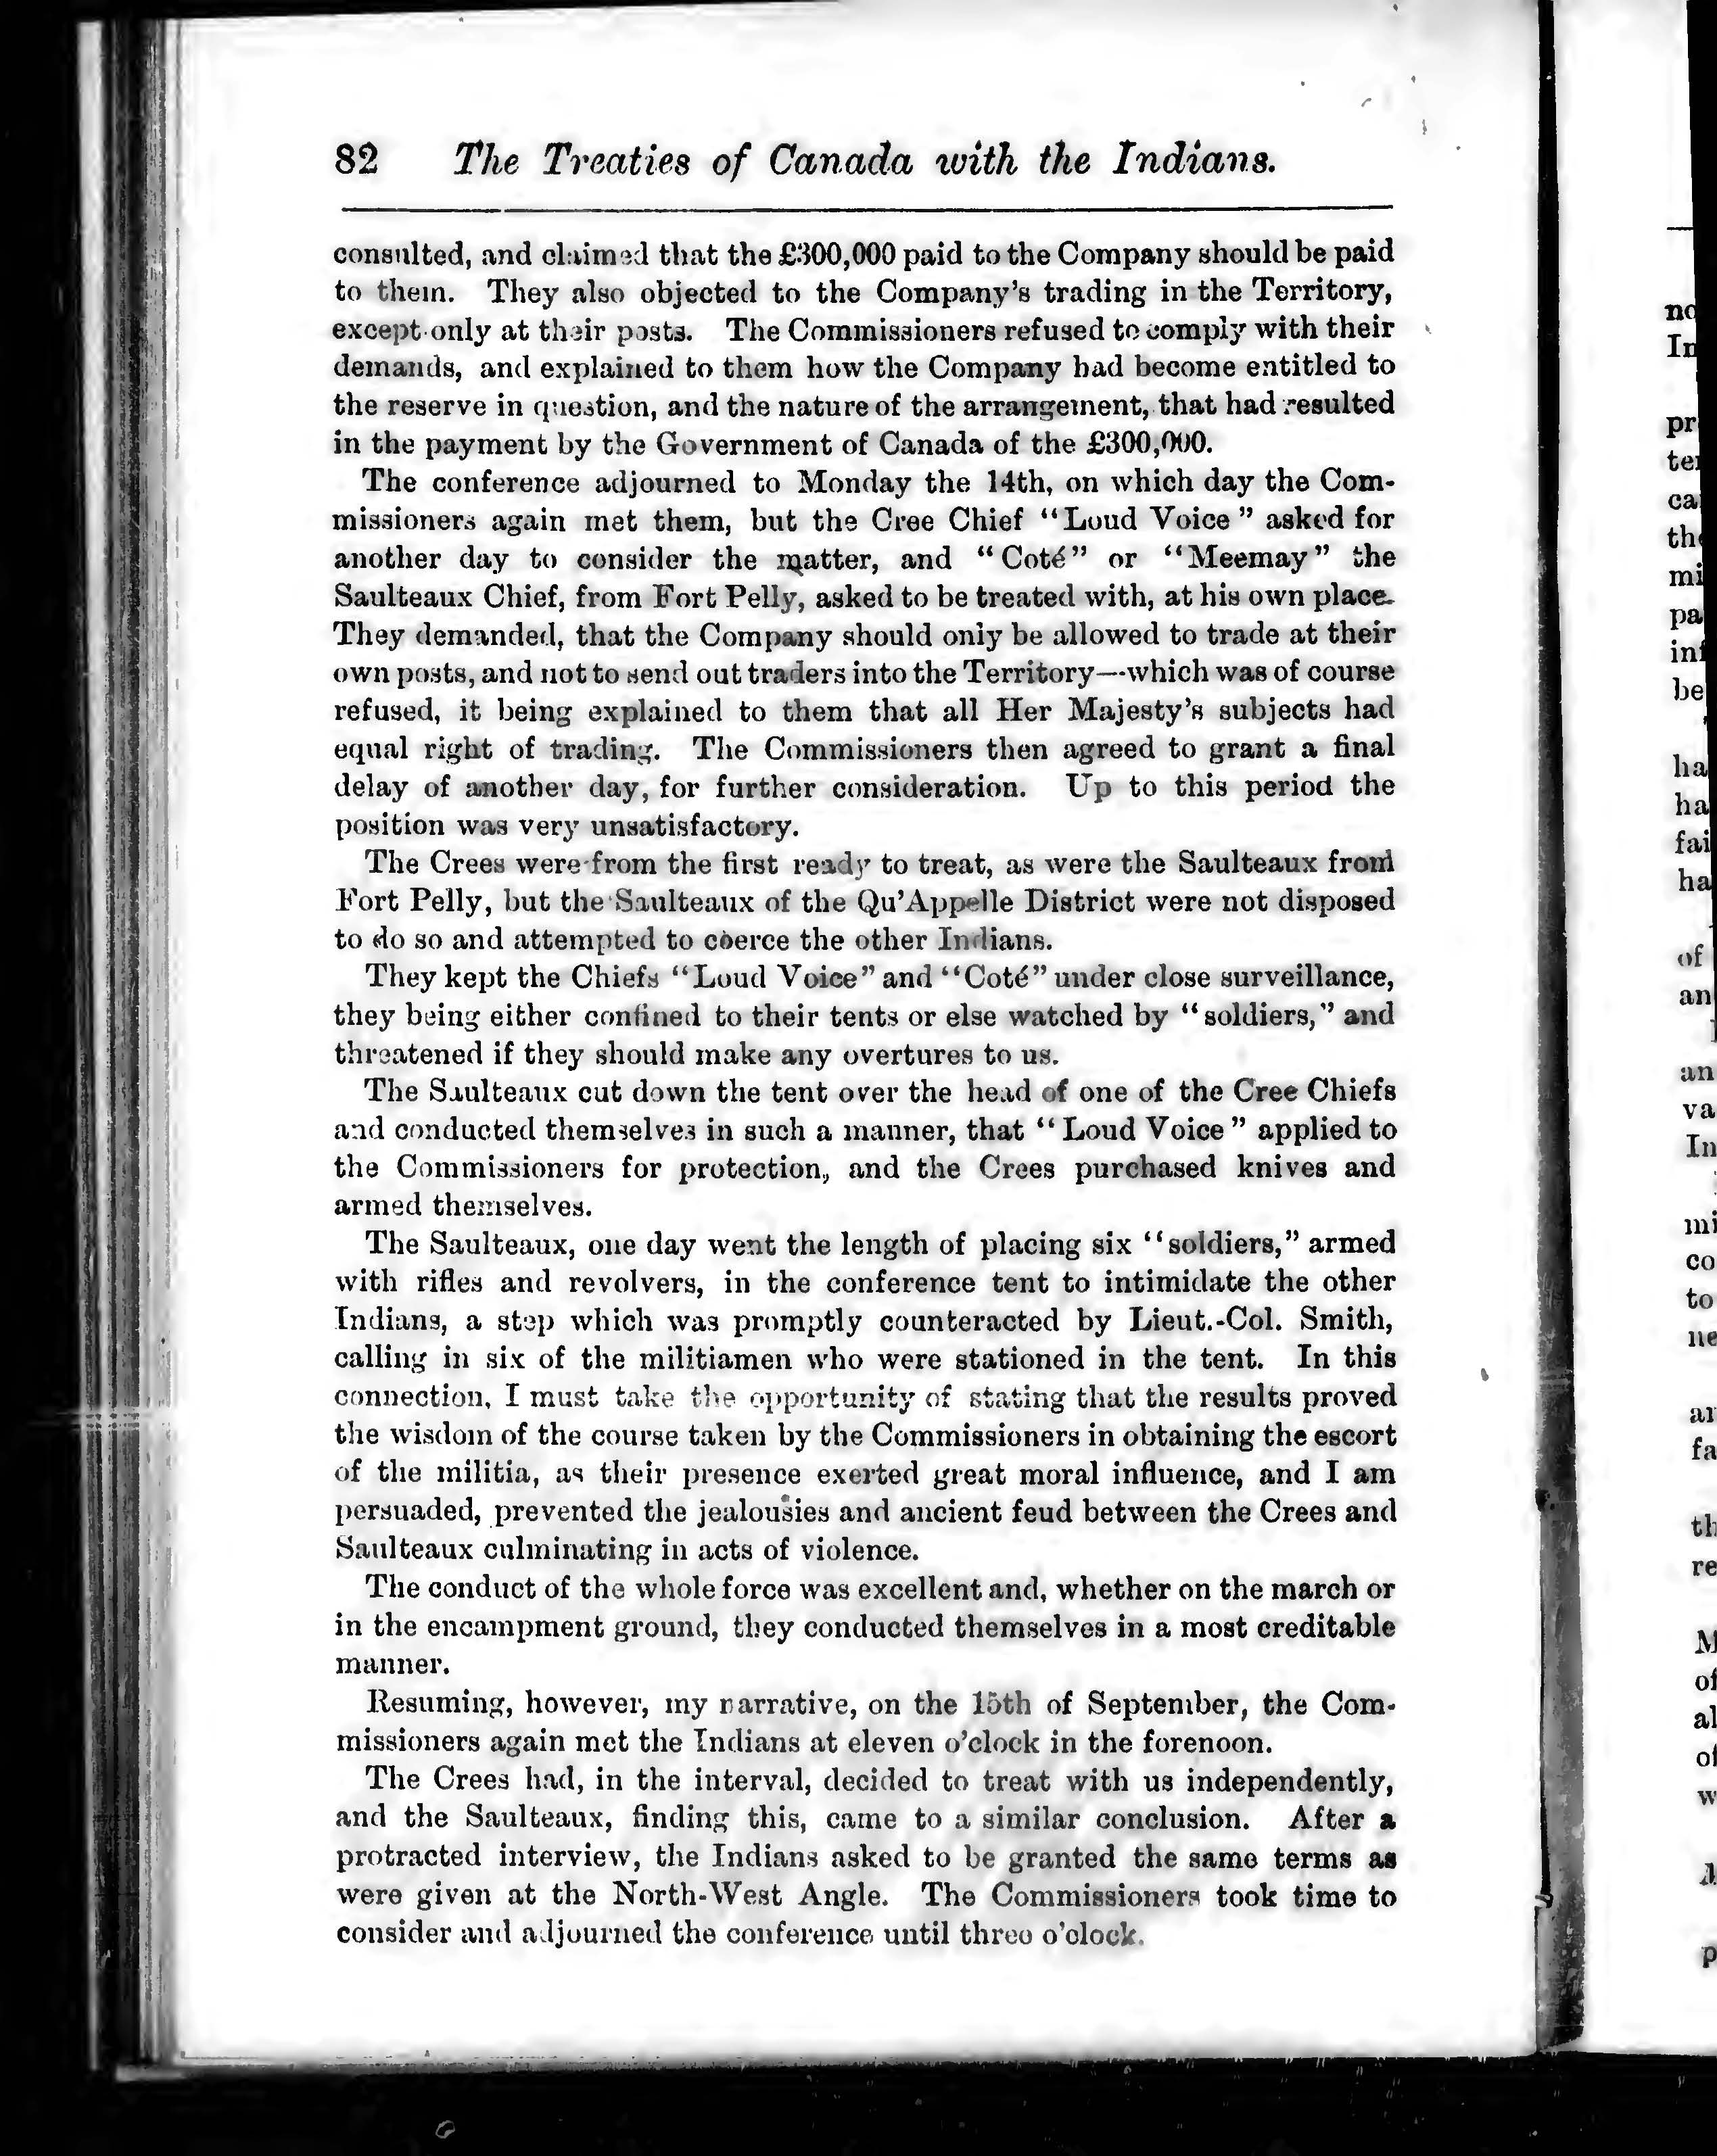 82 The Treaties of Canada with the Indians.
consulted, and claimed that the £300,000 paid to the Company should be paid
to them. They also objected to the Company's trading in the Territory,
except only at their posts. The Commissioners refused to comply with their
demands, and explained to them how the Company had become entitled to
the reserve in question, and the nature of the arrangement, that had resulted
in the payment by the Government of Canada of the £300,000.
The conference adjourned to Monday the 14th, on which day the Com-
missioners again met them, but the Cree Chief "Loud Voice" asked for
another day to consider the matter, and "Coté" or "Meemay" the
Saulteaux Chief, from Fort Pelly, asked to be treated with, at his own place.
They demanded, that the Company should only be allowed to trade at their
own posts, and not to send out traders into the Territory—which was of course
refused, it being explained to them that all Her Majesty's subjects had
equal right of trading. The Commissioners then agreed to grant a final
delay of another day, for further consideration. Up to this period the
position was very unsatisfactory.
The Crees were from the first ready to treat, as were the Saulteaux from
Fort Pelly, but the Saulteaux of the Qu'Appelle District were not disposed
to do so and attempted to coerce the other Indians.
They kept the Chiefs "Loud Voice" and "Coté" under close surveillance,
they being either confined to their tents or else watched by "soldiers," and
threatened if they should make any overtures to us.
The Saulteaux cut down the tent over the head of one of the Cree Chiefs
and conducted themselves in such a manner, that "Loud Voice" applied to
the Commissioners for protection, and the Crees purchased knives and
armed themselves.
The Saulteaux, one day went the length of placing six "soldiers," armed
with rifles and revolvers, in the conference tent to intimidate the other
Indians, a step which was promptly counteracted by Lieut.-Col. Smith,
calling in six of the militiamen who were stationed in the tent. In this
connection, I must take the opportunity of stating that the results proved
the wisdom of the course taken by the Commissioners in obtaining the escort
of the militia, as their presence exerted great moral influence, and I am
persuaded, prevented the jealousies and ancient feud between the Crees and
Saulteaux culminating in acts of violence.
The conduct of the whole force was excellent and, whether on the march or
in the encampment ground, they conducted themselves in a most creditable
manner.
Resuming, however, my narrative, on the 15th of September, the Com-
missioners again met the Indians at eleven o'clock in the forenoon.
The Crees had, in the interval, decided to treat with us independently,
and the Saulteaux, finding this, came to a similar conclusion. After a
protracted interview, the Indians asked to be granted the same terms as
were given at the North-West Angle. The Commissioners took time to
consider and adjourned the conference until three o'clock.